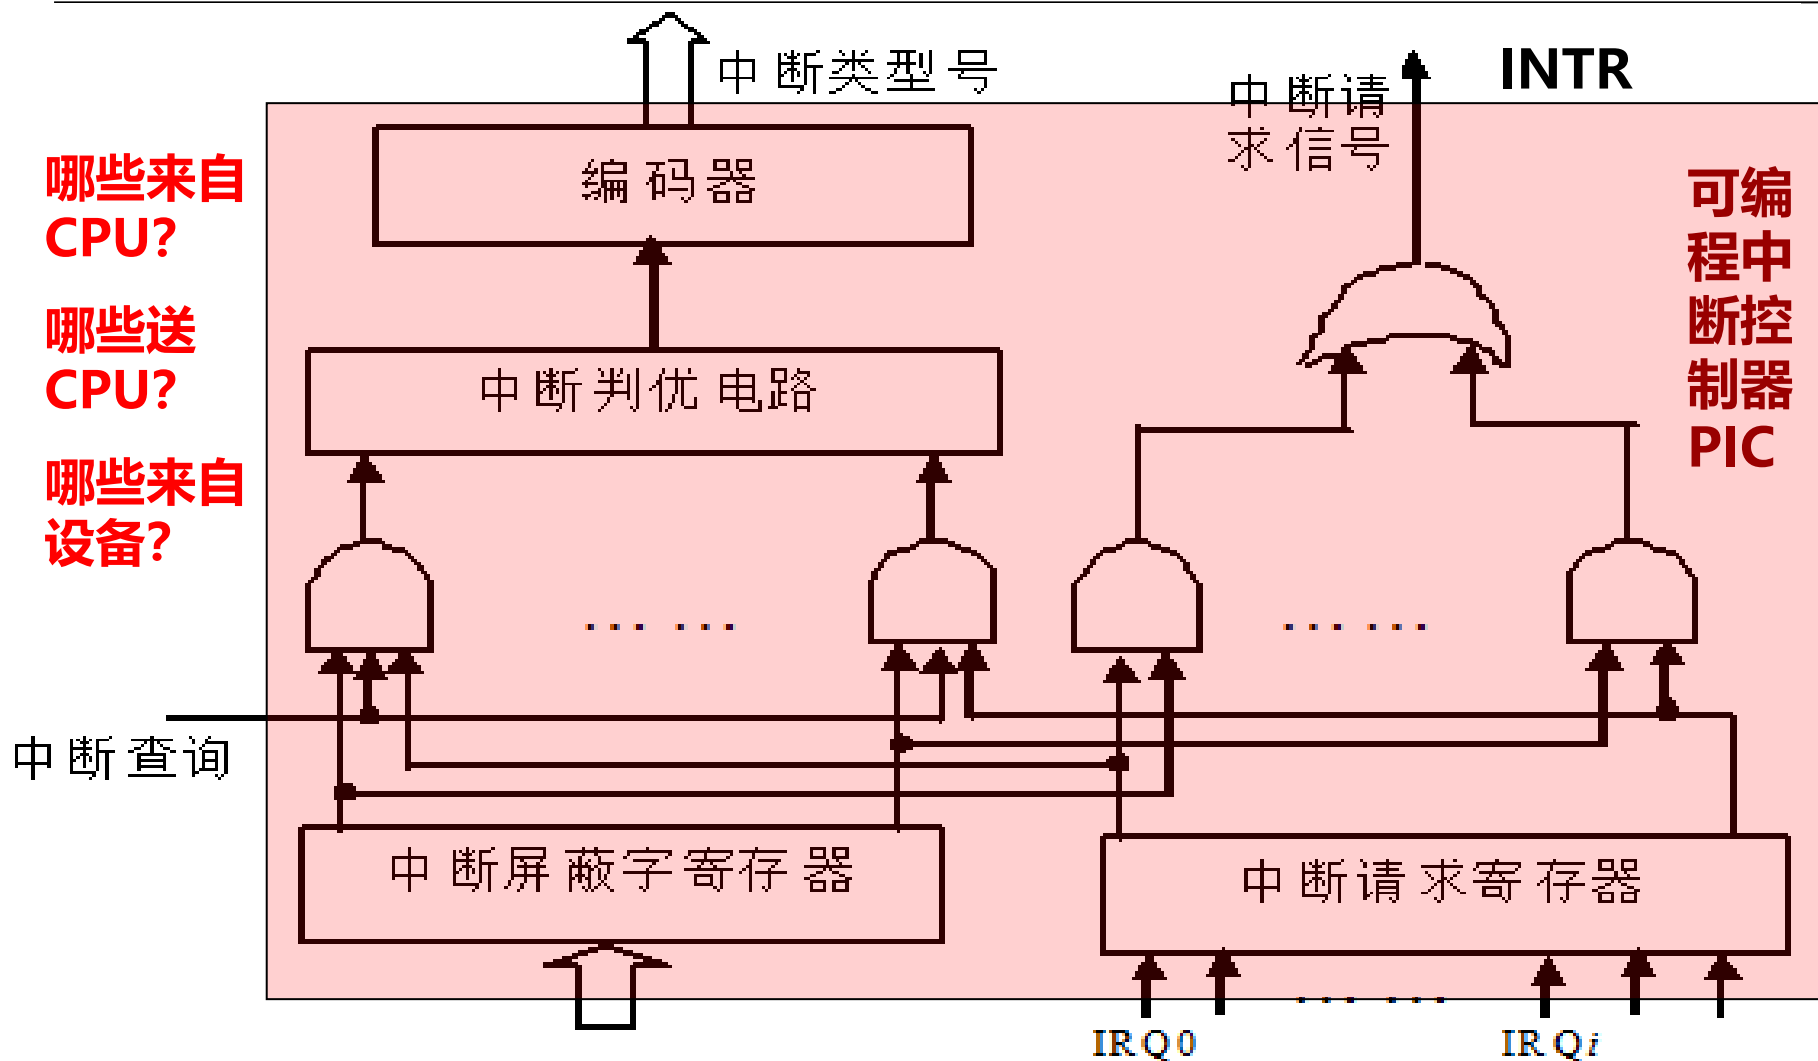 中断类型号
INTR
中断请
求信号
编码器
哪些来自
CPU?
可编
程中
断控
制器
PIC
哪些送
CPU?
中断判优电路
哪些来自
设备?
……
……
中断查询
中断屏蔽字寄存器
中断请求寄存器
……
IRQ0
IRQi